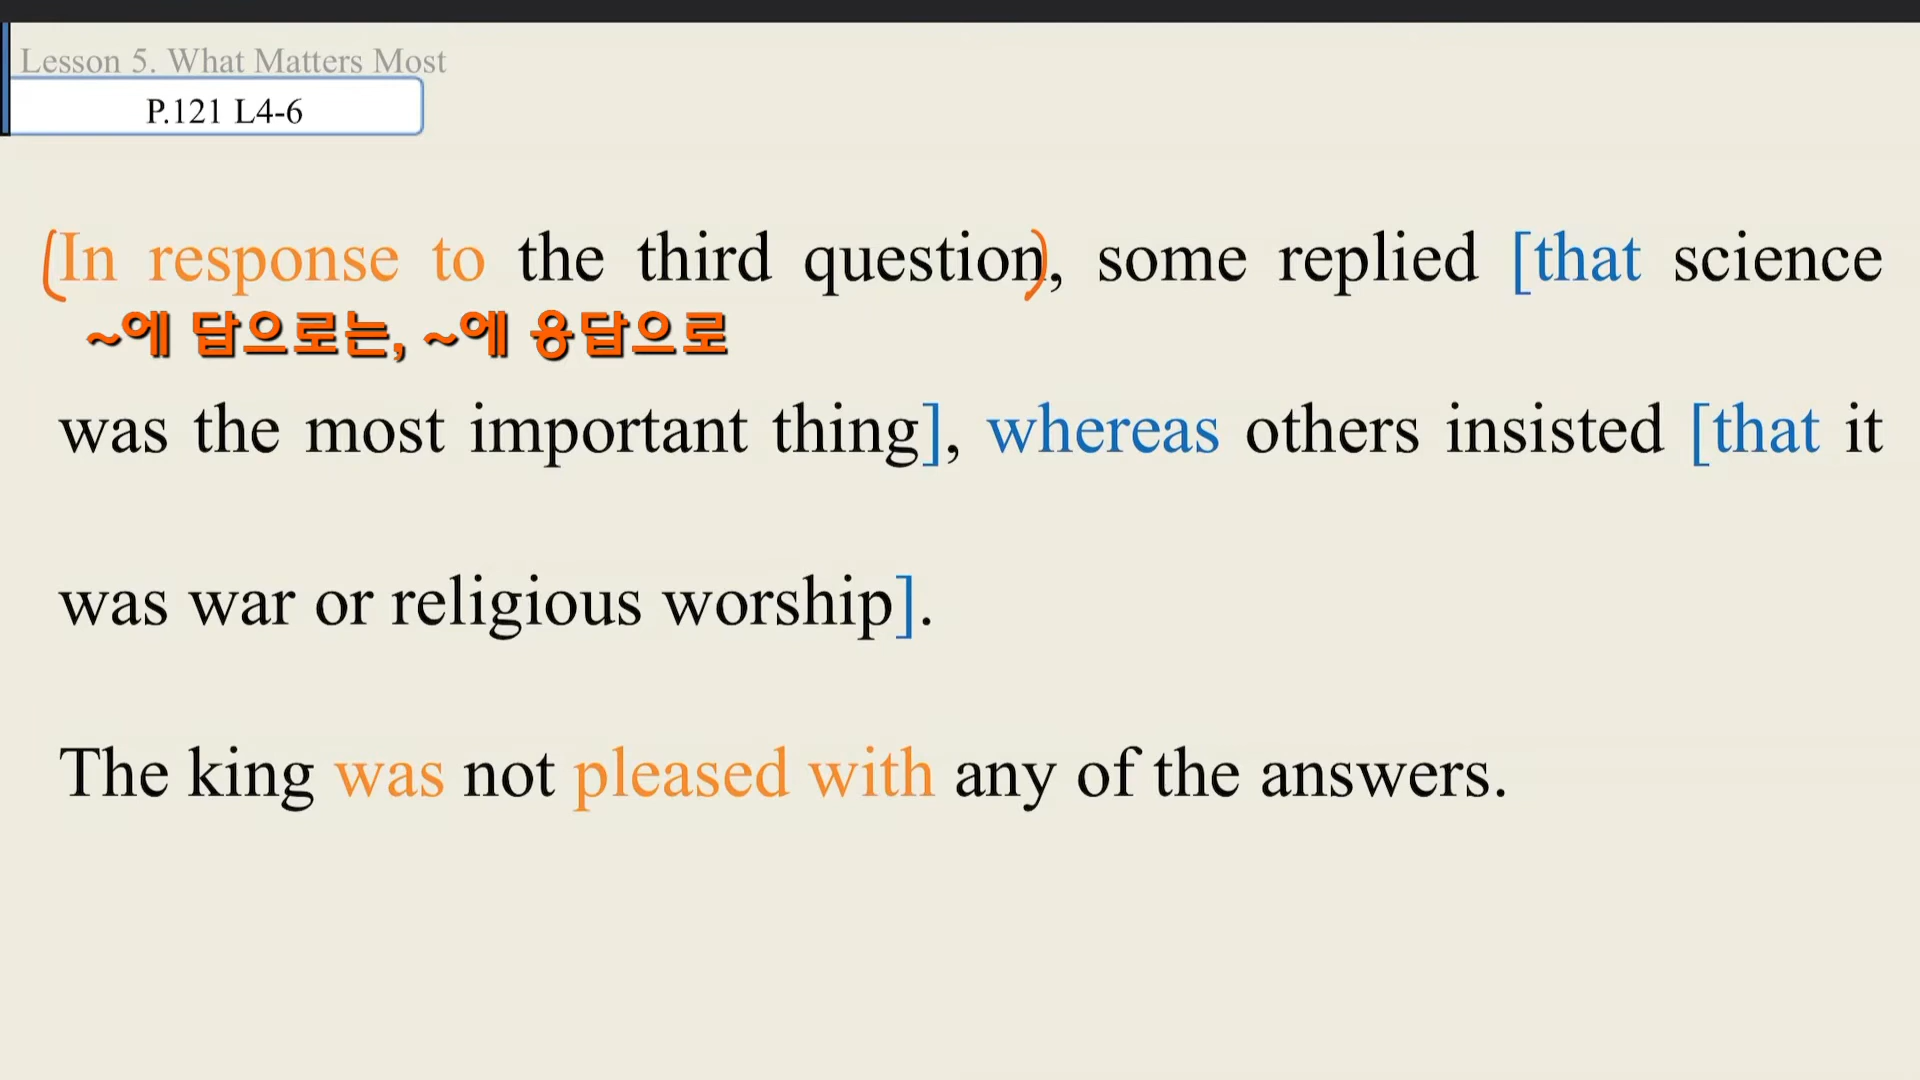 Lesson 5. What Matters Most
P.121 L4-6
(In response to the third question), some replied [that science
~에 답으로는, ~에 응답으로
was the most important thing], whereas others insisted [that it
was war or religious worship].
The king was not pleased with any of the answers.